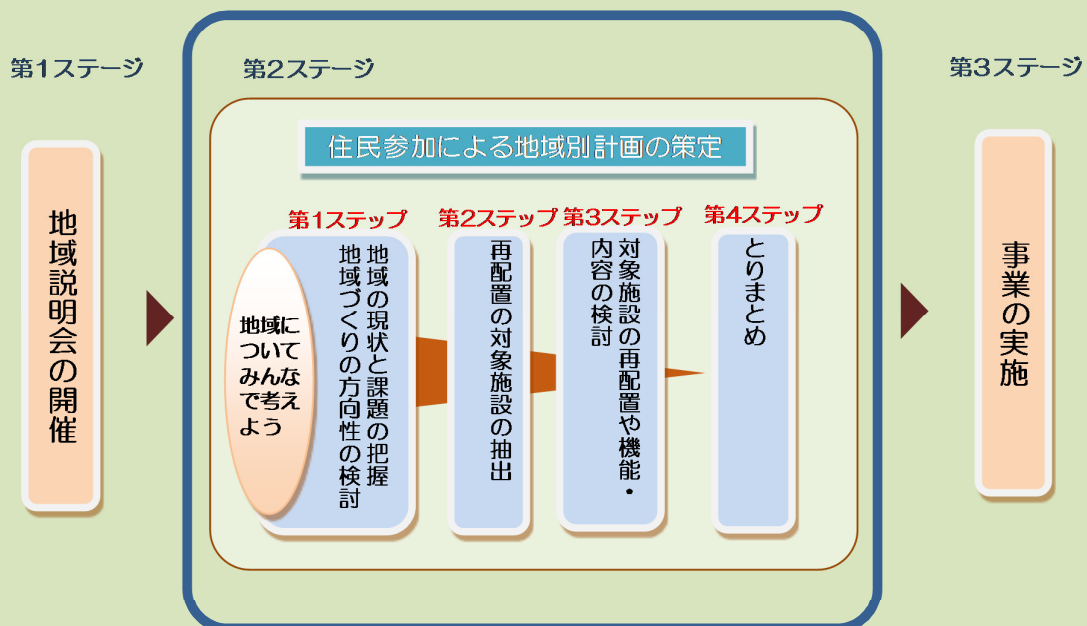 第1ステージ
地域説明会の開催
第2ステージ
住民参加による地域別計画の策定
第1ステップ
地域について
みんなで考え
よう
地域の現状と課題の把握
地域づくりの方向性の検討
第2ステップ
再配置の対象施設の抽出
第3ステップ
対象施設の再配置や機能・
内容の検討
第4ステップ
とりまとめ
第3ステージ
事業の実施